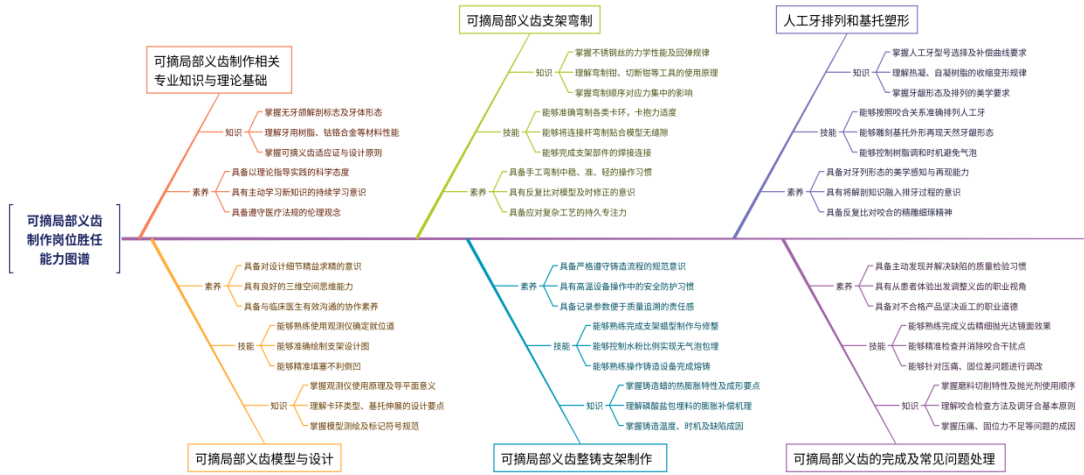 可摘局部义齿
制作岗位胜任
能力图谱
可摘局部义齿制作相关
专业知识与理论基础
知识
掌握无牙颌解剖标志及牙体形态
理解牙用树脂、钴铬合金等材料性能
掌握可摘义齿适应证与设计原则
素养
具备以理论指导实践的科学态度
具有主动学习新知识的持续学习意识
具备遵守医疗法规的伦理观念
可摘局部义齿支架弯制
知识
掌握不锈钢丝的力学性能及回弹规律
理解弯制钳、切断钳等工具的使用原理
掌握弯制顺序对应力集中的影响
技能
能够准确弯制各类卡环，卡抱力适度
能够将连接杆弯制贴合模型无缝隙
能够完成支架部件的焊接连接
素养
具备手工弯制中稳、准、轻的操作习惯
具有反复比对模型及时修正的意识
具备应对复杂工艺的持久专注力
人工牙排列和基托塑形
知识
掌握人工牙型号选择及补偿曲线要求
理解热凝、自凝树脂的收缩变形规律
掌握牙龈形态及排列的美学要求
技能
能够按照咬合关系准确排列人工牙
能够雕刻基托外形再现天然牙龈形态
能够控制树脂调和时机避免气泡
素养
具备对牙列形态的美学感知与再现能力
具有将解剖知识融入排牙过程的意识
具备反复比对咬合的精雕细琢精神
素养
具备对设计细节精益求精的意识
具有良好的三维空间思维能力
具备与临床医生有效沟通的协作素养
技能
能够熟练使用观测仪确定就位道
能够准确绘制支架设计图
能够精准填塞不利倒凹
知识
掌握观测仪使用原理及导平面意义
理解卡环类型、基托伸展的设计要点
掌握模型测绘及标记符号规范
可摘局部义齿模型与设计
素养
具备严格遵守铸造流程的规范意识
具有高温设备操作中的安全防护习惯
具备记录参数便于质量追溯的责任感
技能
能够熟练完成支架蜡型制作与修整
能够控制水粉比例实现无气泡包埋
能够熟练操作铸造设备完成熔铸
知识
掌握铸造蜡的热膨胀特性及成形要点
理解磷酸盐包埋料的膨胀补偿机理
掌握铸造温度、时机及缺陷成因
可摘局部义齿整铸支架制作
素养
具备主动发现并解决缺陷的质量检验习惯
具有从患者体验出发调整义齿的职业视角
具备对不合格产品坚决返工的职业道德
技能
能够熟练完成义齿精细抛光达镜面效果
能够精准检查并消除咬合干扰点
能够针对压痛、固位差问题进行调改
知识
掌握磨料切削特性及抛光剂使用顺序
理解咬合检查方法及调牙合基本原则
掌握压痛、固位力不足等问题的成因
可摘局部义齿的完成及常见问题处理